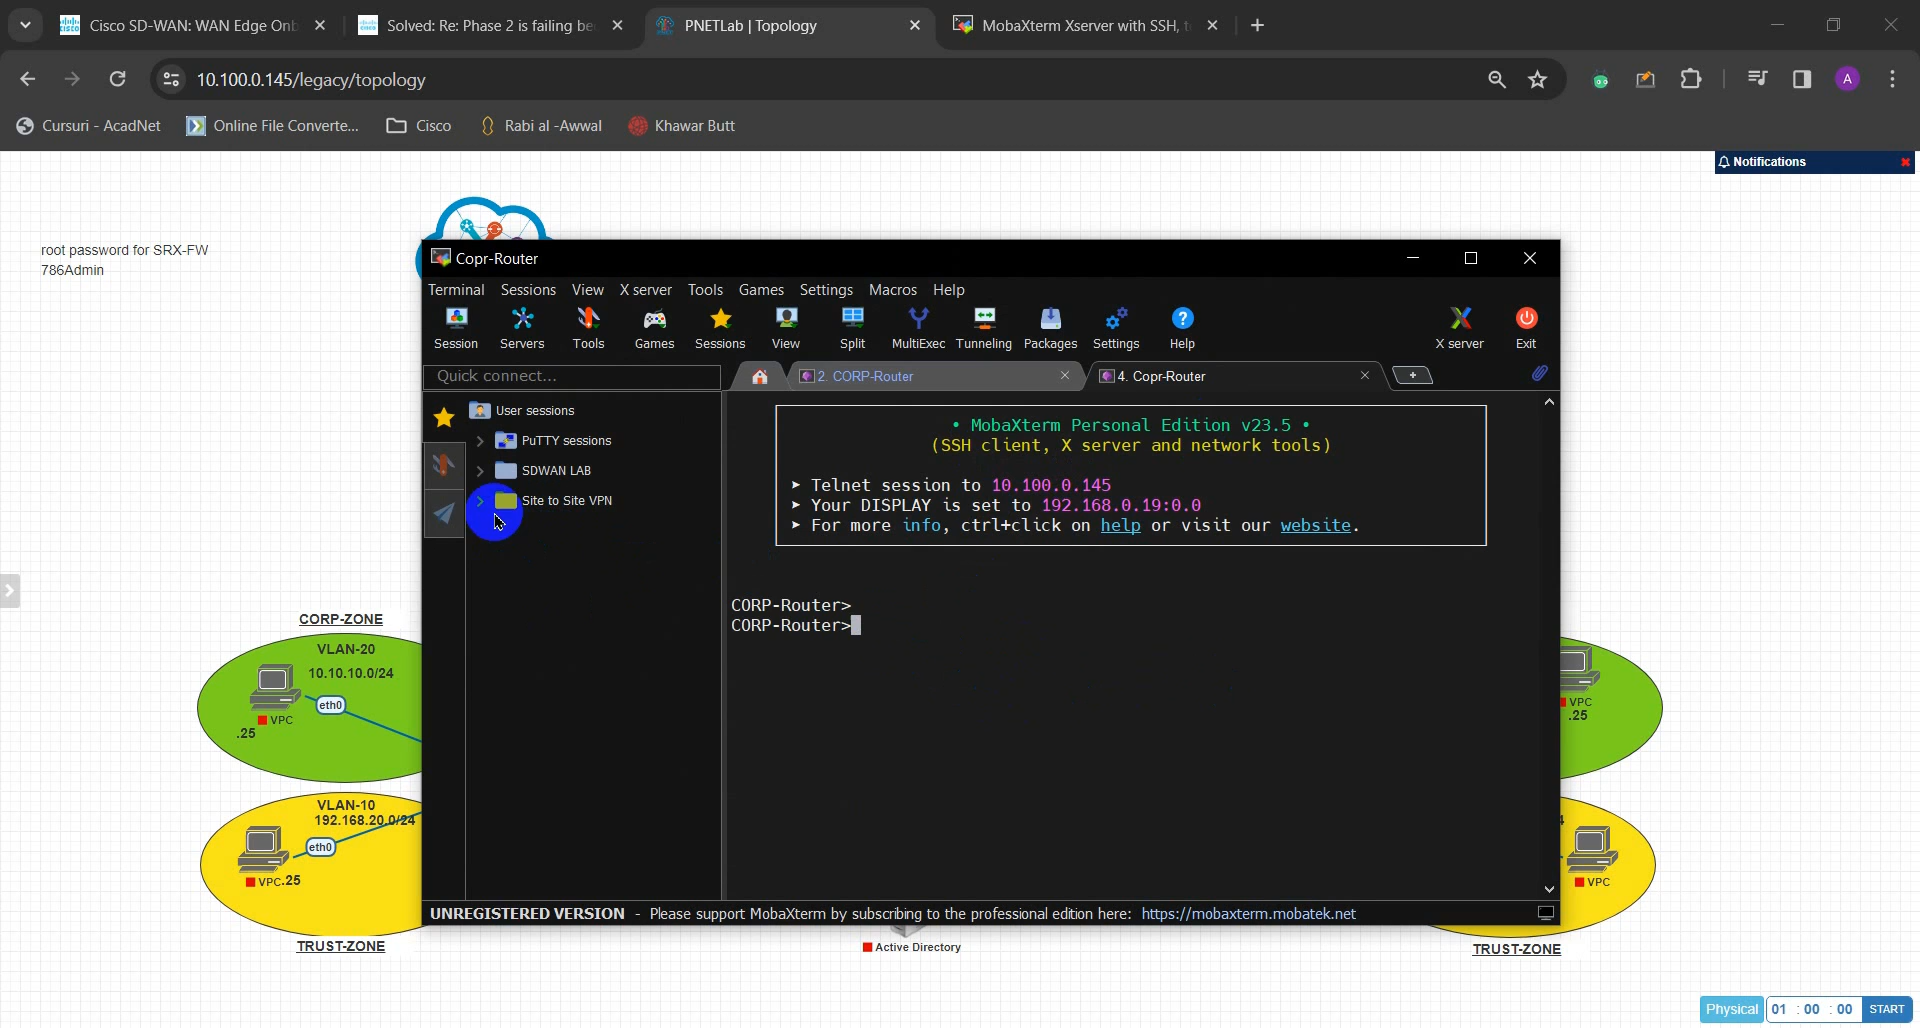 Cisco SD-WAN: WAN Edge Onb
Solved: Re: Phase 2 is failing be
PNETLab | Topology
MobaXterm Xserver with SSH, t
10.100.0.145/legacy/topology
A
Cursuri - AcadNet
Online File Converte...
Cisco
Rabi al -Awwal
Khawar Butt
Notifications
root password for SRX-FW
786Admin
Copr-Router
Terminal Sessions View X server Tools Games Settings Macros Help
Session Servers Tools Games Sessions View Split MultiExec Tunneling Packages Settings Help X server Exit
Quick connect...
2. CORP-Router
4. Copr-Router
User sessions
PuTTY sessions
SDWAN LAB
Site to Site VPN
• MobaXterm Personal Edition v23.5 •
(SSH client, X server and network tools)
► Telnet session to 10.100.0.145
► Your DISPLAY is set to 192.168.0.19:0.0
► For more info, ctrl+click on help or visit our website.
CORP-Router>
CORP-Router>
UNREGISTERED VERSION - Please support MobaXterm by subscribing to the professional edition here: https://mobaxterm.mobatek.net
CORP-ZONE
VLAN-20
10.10.10.0/24
eth0
VPC
.25
VLAN-10
192.168.20.0/24
eth0
VPC
.25
TRUST-ZONE
Active Directory
VPC
.25
4
VPC
TRUST-ZONE
Physical 01 : 00 : 00 START